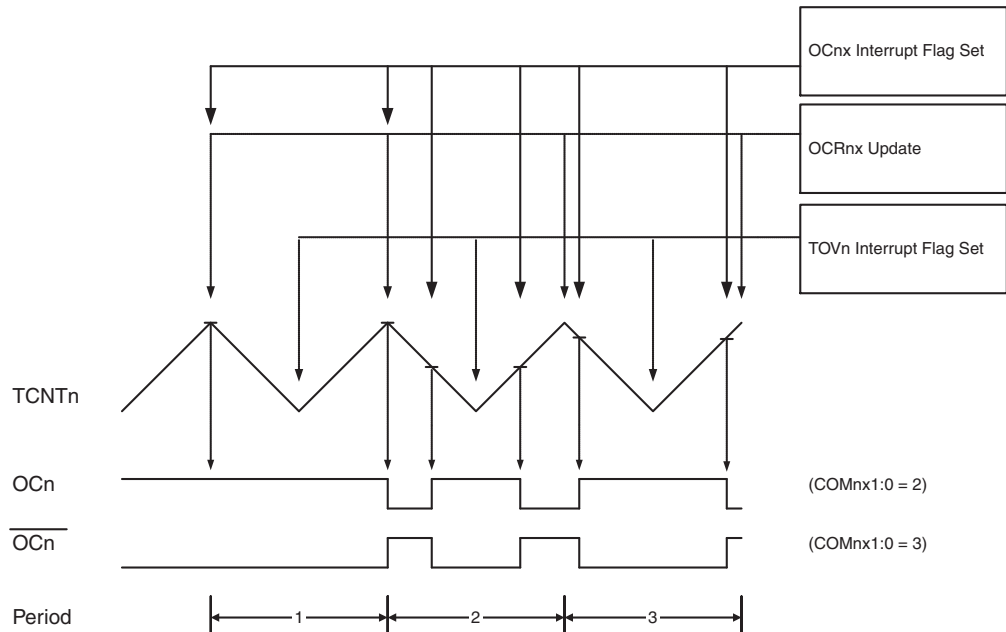 OCnx Interrupt Flag Set
OCRnx Update
TOVn Interrupt Flag Set
TCNTn
OCn
(COMnx1:0 = 2)
OCn
(COMnx1:0 = 3)
Period
1
2
3